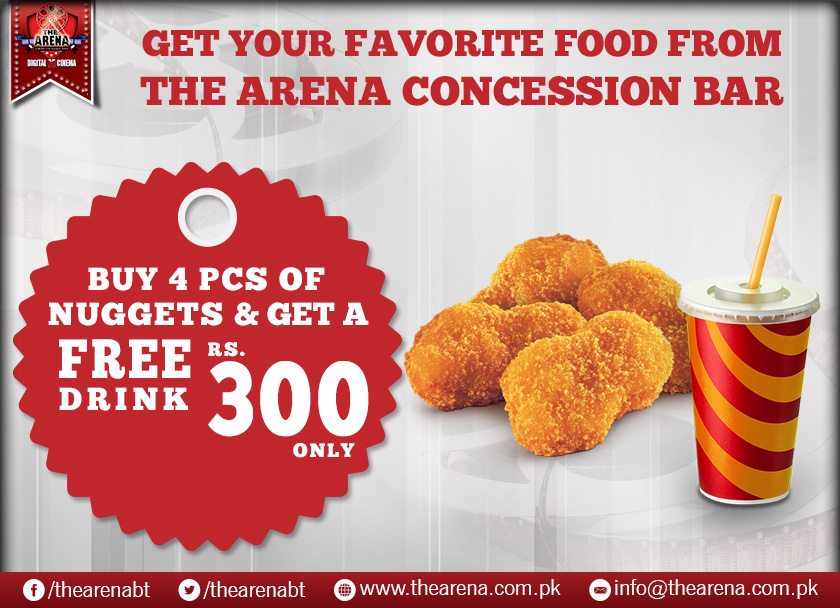 THE
ARENA
DIGITAL CINEMA
GET YOUR FAVORITE FOOD FROM
THE ARENA CONCESSION BAR
BUY 4 PCS OF
NUGGETS & GET A
FREE
DRINK
RS.
300
ONLY
/thearenabt /thearenabt www.thearena.com.pk info@thearena.com.pk